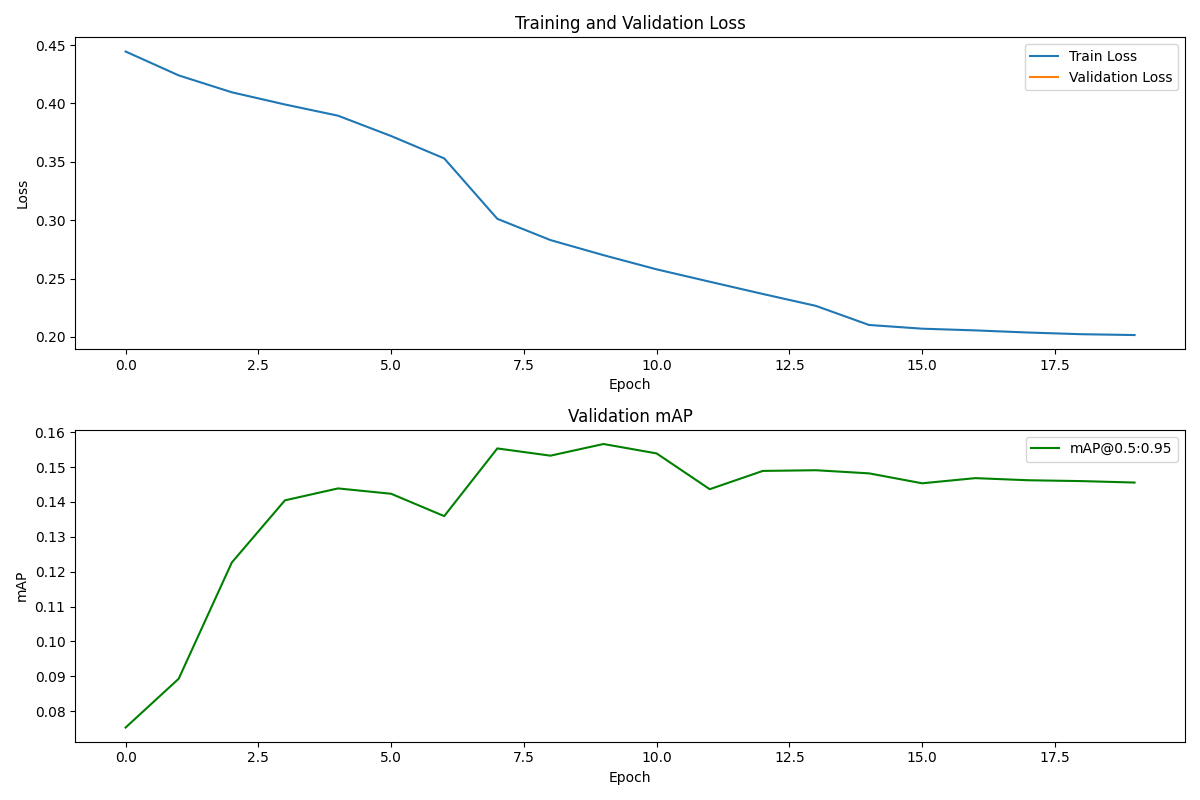 Training and Validation Loss
Train Loss
Validation Loss
0.45
0.40
0.35
0.30
0.25
0.20
Loss
0.0 2.5 5.0 7.5 10.0 12.5 15.0 17.5
Epoch
Validation mAP
mAP@0.5:0.95
0.16
0.15
0.14
0.13
0.12
0.11
0.10
0.09
0.08
mAP
0.0 2.5 5.0 7.5 10.0 12.5 15.0 17.5
Epoch